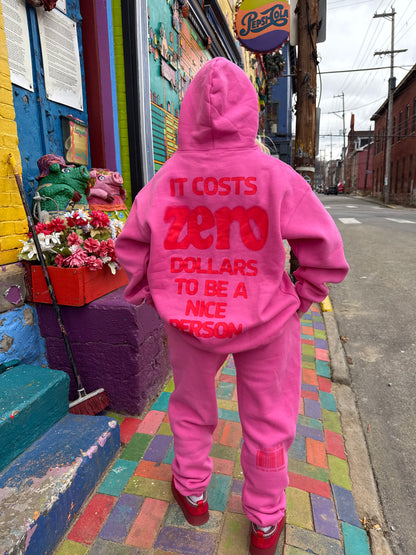 PEPSI-COLA
IT COSTS
zero
DOLLARS
TO BE A
NICE
PERSON